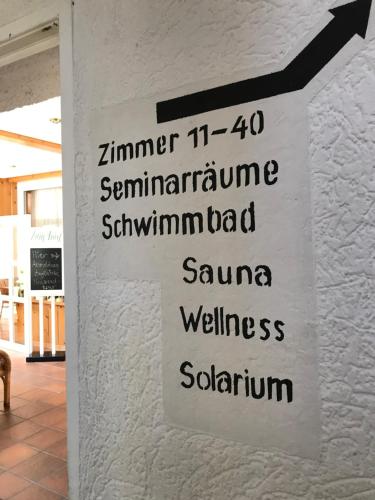 Zimmer 11-40
Seminarräume
Schwimmbad
Sauna
Wellness
Solarium